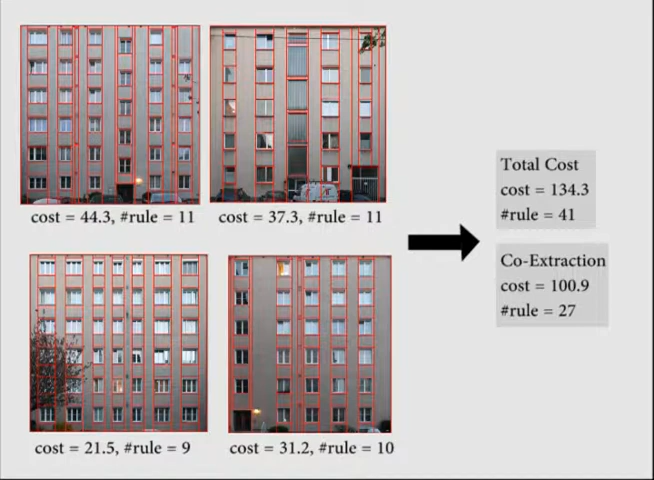 cost = 44.3, #rule = 11
cost = 37.3, #rule = 11
cost = 21.5, #rule = 9
cost = 31.2, #rule = 10
Total Cost
cost = 134.3
#rule = 41
Co-Extraction
cost = 100.9
#rule = 27